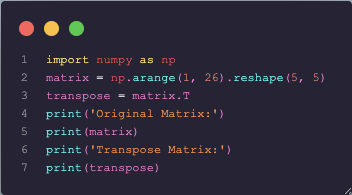 1 import numpy as np
2 matrix = np.arange(1, 26).reshape(5, 5)
3 transpose = matrix.T
4 print('Original Matrix:')
5 print(matrix)
6 print('Transpose Matrix:')
7 print(transpose)